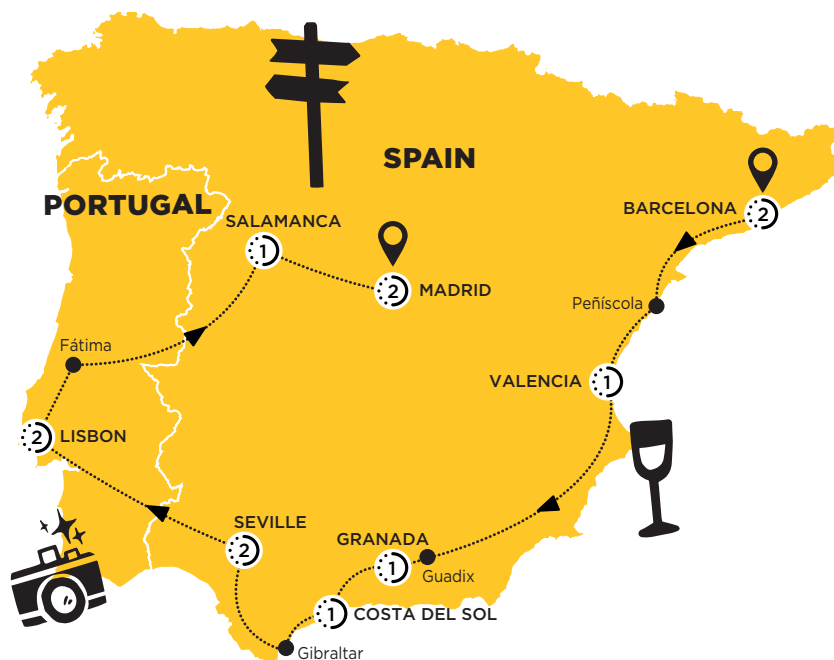 SPAIN
PORTUGAL
BARCELONA
2
SALAMANCA
1
2
MADRID
Peñíscola
Fátima
VALENCIA
1
2
LISBON
SEVILLE
2
GRANADA
1
Guadix
1
COSTA DEL SOL
Gibraltar